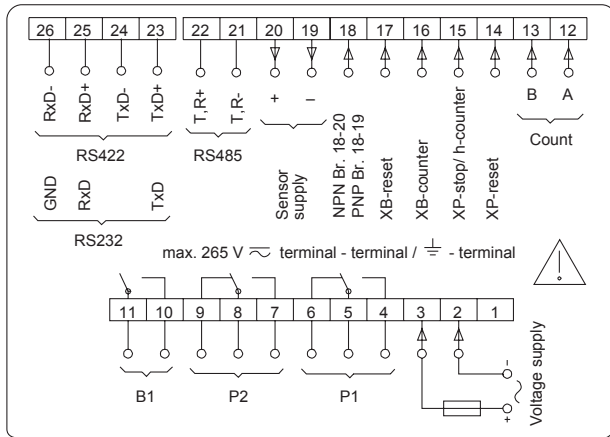 26 25 24 23 22 21 20 19 18 17 16 15 14 13 12
RxD- RxD+ TxD- TxD+ T,R+ T,R- + – NPN Br. 18-20 PNP Br. 18-19 XB-reset XB-counter XP-stop/ h-counter XP-reset B A
RS422 RS485 Sensor supply Count
GND RxD TxD
RS232
max. 265 V terminal - terminal / - terminal
!
11 10 9 8 7 6 5 4 3 2 1
B1 P2 P1
- + Voltage supply